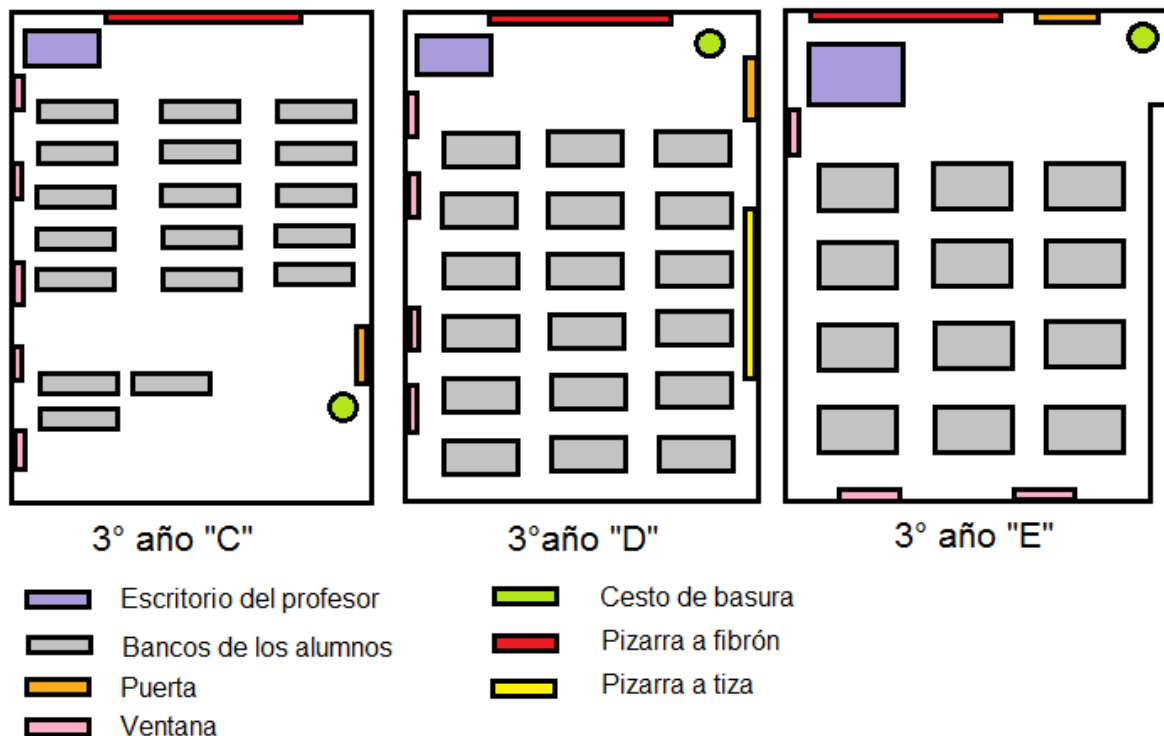 3° año "C"
3°año "D"
3° año "E"
Escritorio del profesor
Bancos de los alumnos
Puerta
Ventana
Cesto de basura
Pizarra a fibrón
Pizarra a tiza